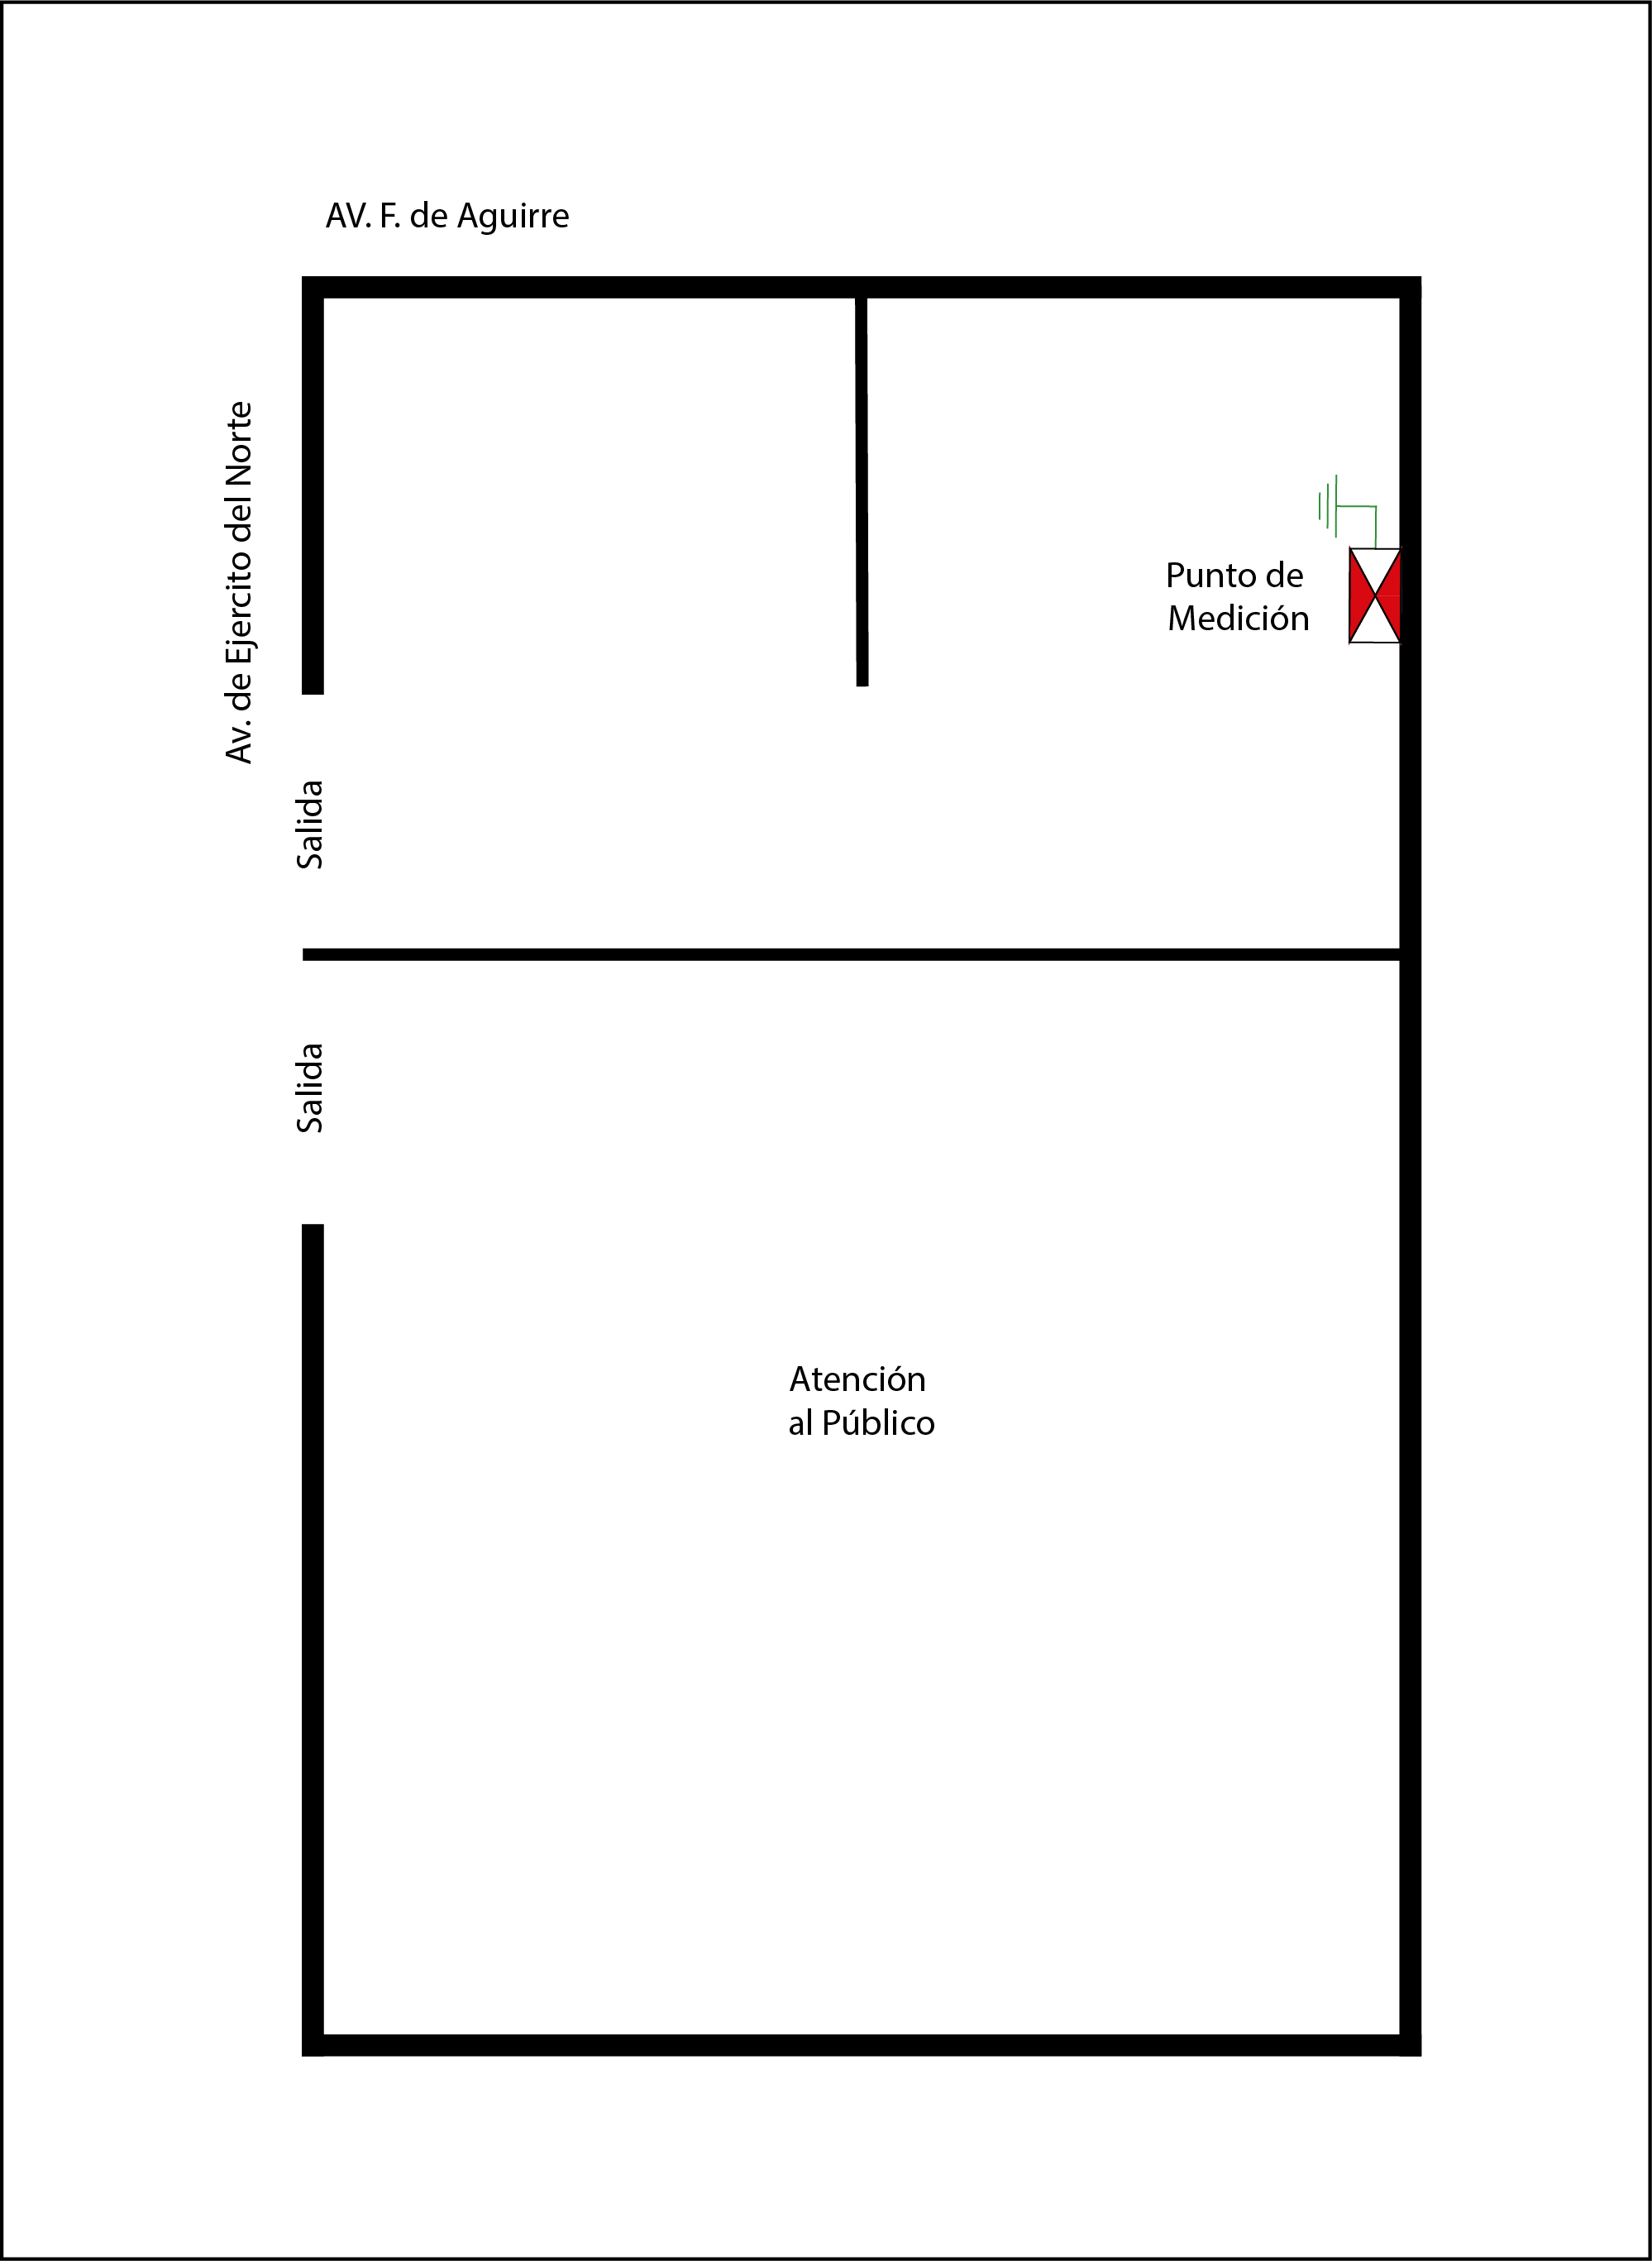 AV. F. de Aguirre
Av. de Ejercito del Norte
Punto de
Medición
Salida
Salida
Atención
al Público